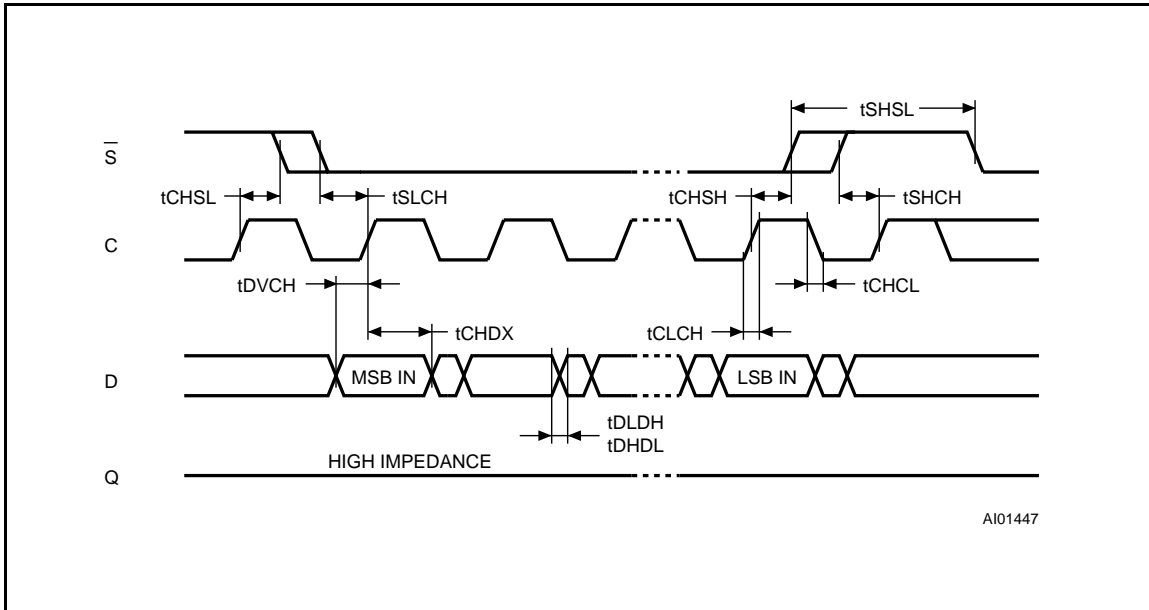 tSHSL
S
tCHSL
tSLCH
tCHSH
tSHCH
C
tDVCH
tCHCL
tCHDX
tCLCH
D
MSB IN
LSB IN
tDLDH
tDHDL
HIGH IMPEDANCE
Q
AI01447